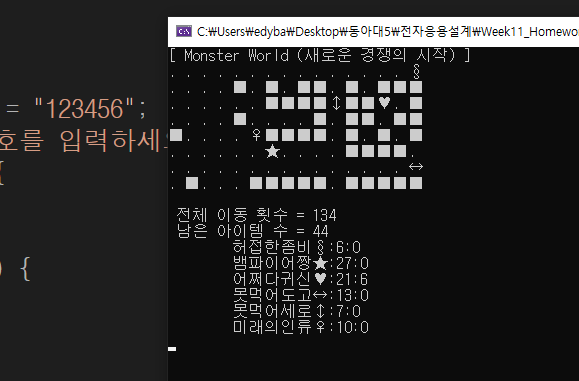 C:₩Users₩edyba₩Desktop₩동아대5₩전자응용설계₩Week11_Homewor
= "123456";
호를 입력하세
{
) {
[ Monster World (새로운 경쟁의 시작) ]
전체 이동 횟수 = 134
남은 아이템 수 = 44
허접한좀비§:6:0
뱀파이어짱★:27:0
어쩌다귀신♥:21:6
못먹어도고↔:13:0
못먹어세로↕:7:0
미래의인류♀:10:0